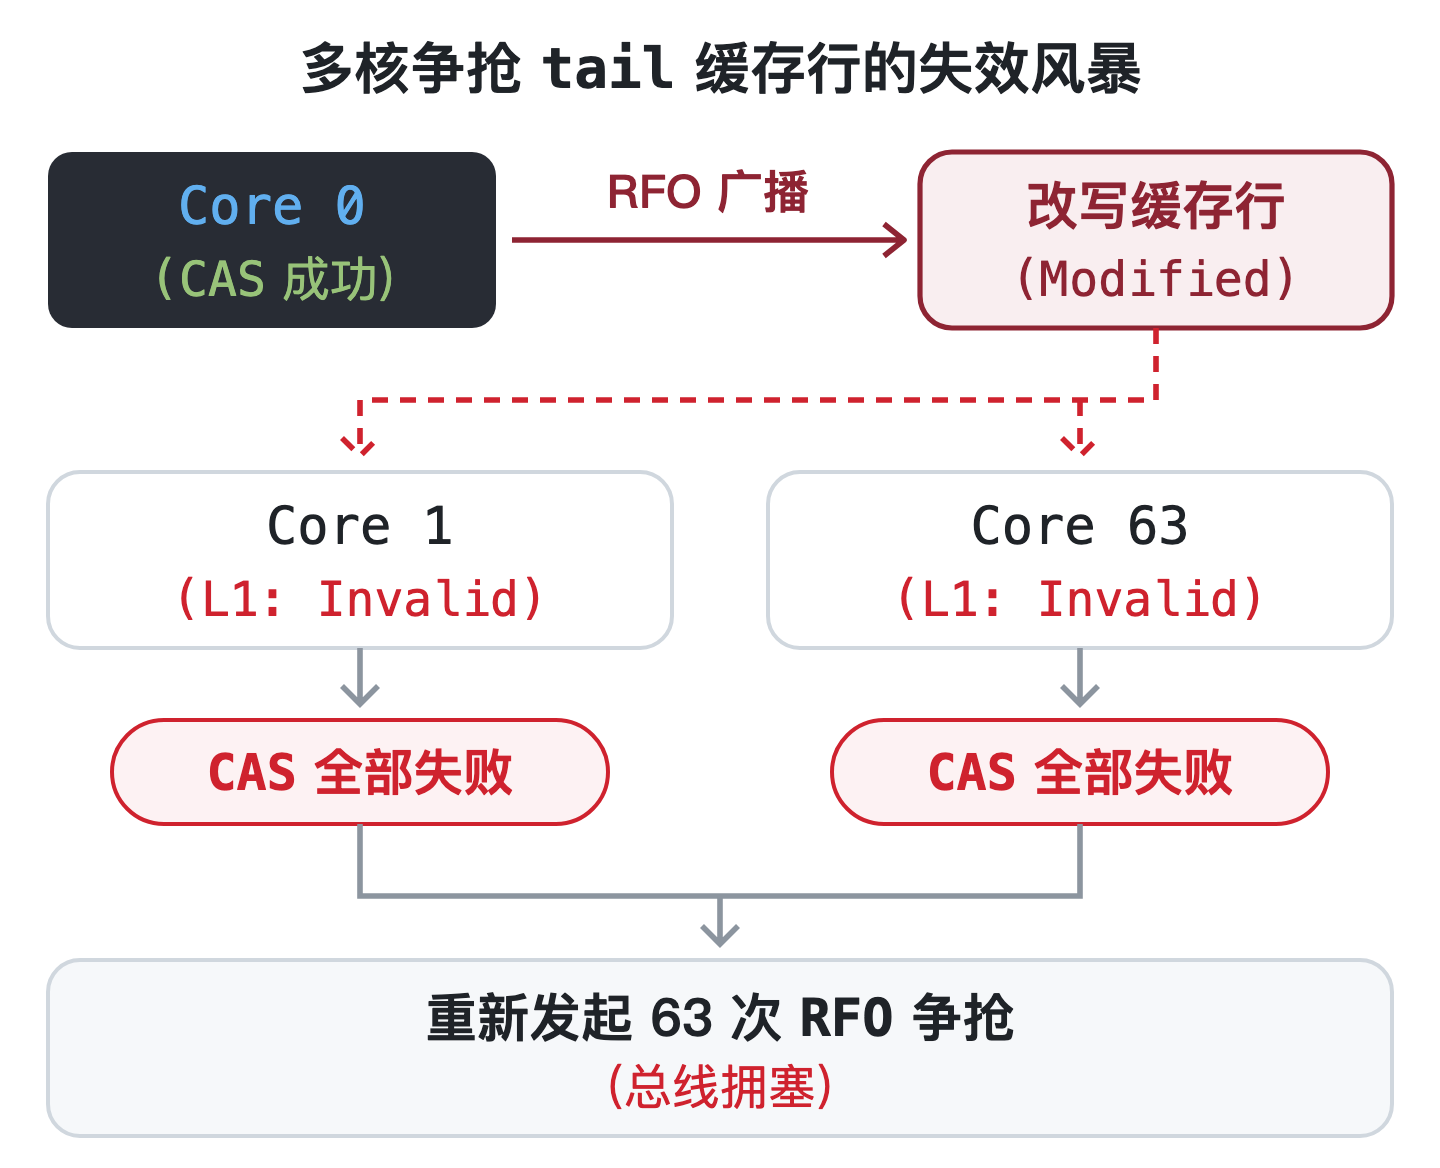 多核争抢 tail 缓存行的失效风暴
Core 0
(CAS 成功)
RFO 广播
改写缓存行
(Modified)
Core 1
(L1: Invalid)
Core 63
(L1: Invalid)
CAS 全部失败
CAS 全部失败
重新发起 63 次 RFO 争抢
(总线拥塞)